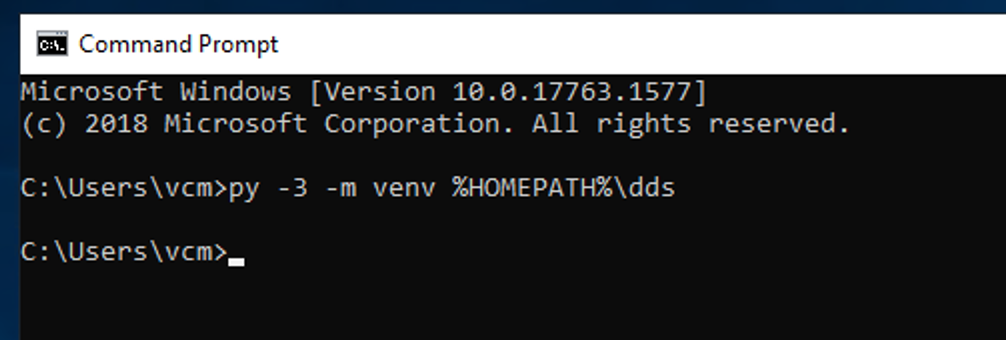 Command Prompt
Microsoft Windows [Version 10.0.17763.1577]
(c) 2018 Microsoft Corporation. All rights reserved.
C:\Users\vcm>py -3 -m venv %HOMEPATH%\dds
C:\Users\vcm>